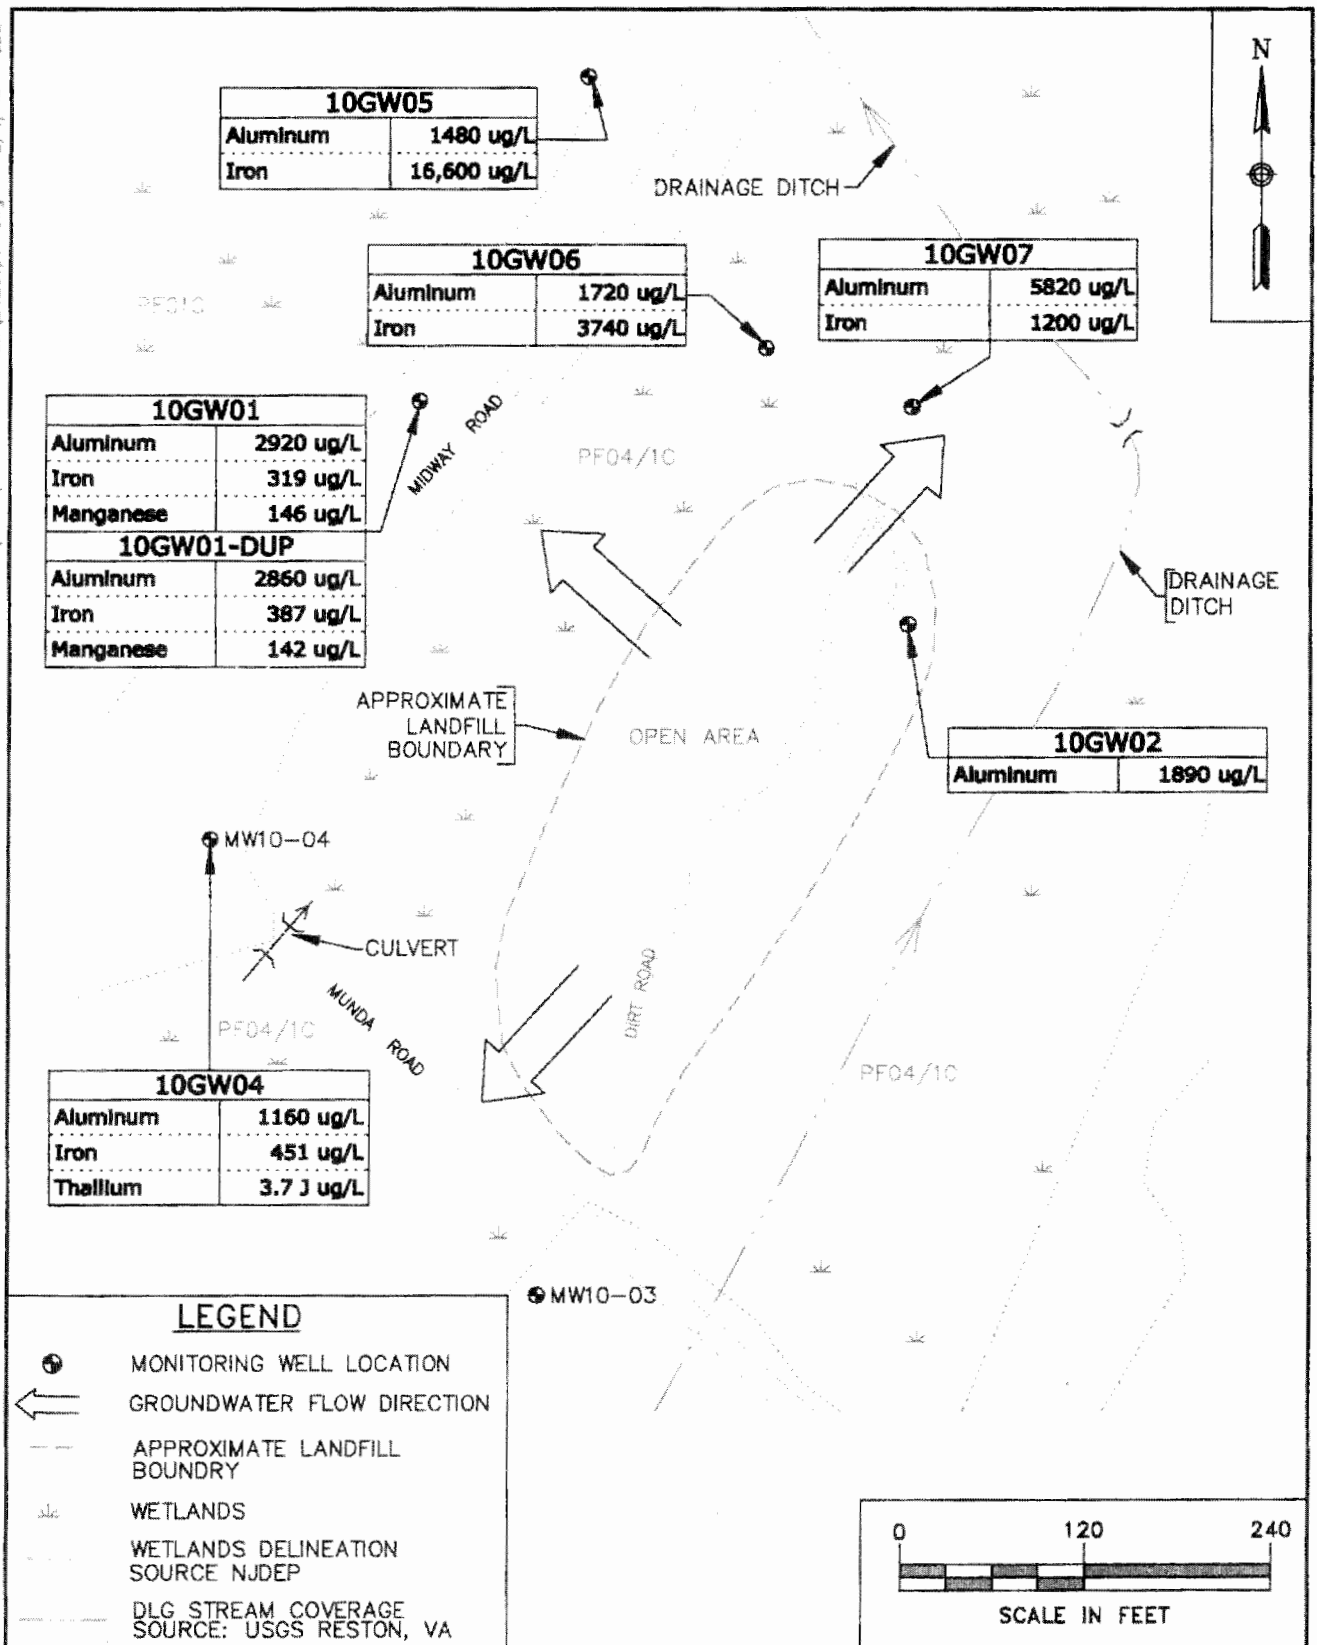 N
10GW05
Aluminum 1480 ug/L
Iron 16,600 ug/L
DRAINAGE DITCH
10GW06
Aluminum 1720 ug/L
Iron 3740 ug/L
10GW07
Aluminum 5820 ug/L
Iron 1200 ug/L
PF01C
10GW01
Aluminum 2920 ug/L
Iron 319 ug/L
Manganese 146 ug/L
10GW01-DUP
Aluminum 2860 ug/L
Iron 387 ug/L
Manganese 142 ug/L
MIDWAY ROAD
PF04/1C
DRAINAGE
DITCH
APPROXIMATE
LANDFILL
BOUNDARY
OPEN AREA
10GW02
Aluminum 1890 ug/L
MW10-04
CULVERT
MUNDA ROAD
DIRT ROAD
PF04/1C
PF04/1C
10GW04
Aluminum 1160 ug/L
Iron 451 ug/L
Thallium 3.7 J ug/L
MW10-03
LEGEND
MONITORING WELL LOCATION
GROUNDWATER FLOW DIRECTION
APPROXIMATE LANDFILL
BOUNDRY
WETLANDS
WETLANDS DELINEATION
SOURCE NJDEP
DLG STREAM COVERAGE
SOURCE: USGS RESTON, VA
0 120 240
SCALE IN FEET